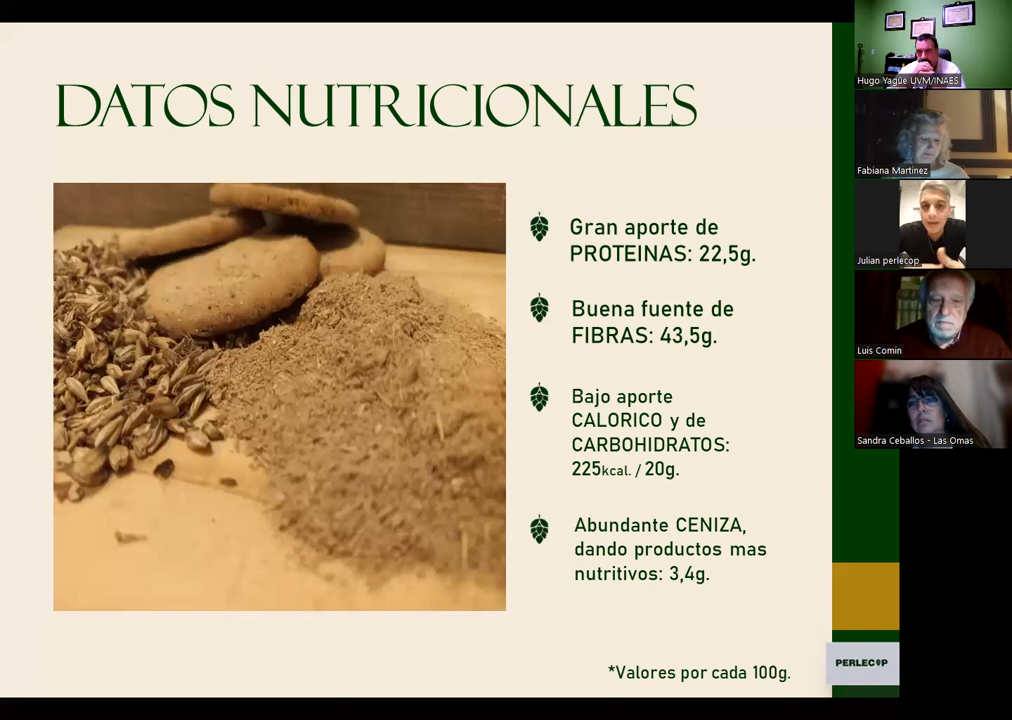 DATOS NUTRICIONALES
Gran aporte de
PROTEINAS: 22,5g.
Buena fuente de
FIBRAS: 43,5g.
Bajo aporte
CALORICO y de
CARBOHIDRATOS:
225kcal. / 20g.
Abundante CENIZA,
dando productos mas
nutritivos: 3,4g.
*Valores por cada 100g.
PERLECOP
Hugo Yagüe UVM/INAES
Fabiana Martinez
Julian perlecop
Luis Comin
Sandra Ceballos - Las Omas